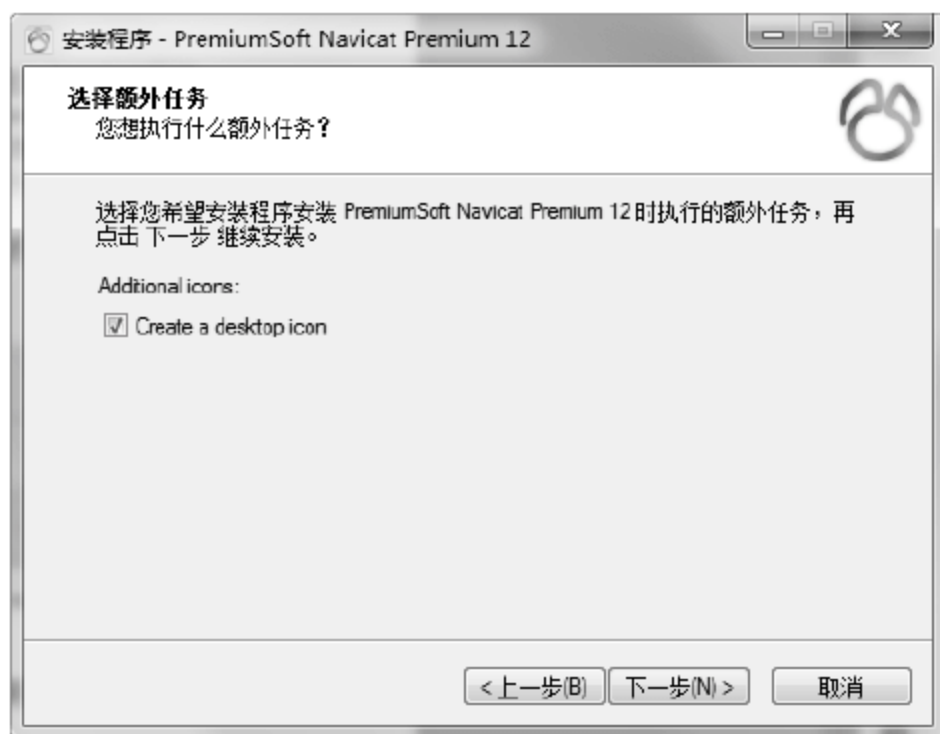 安装程序 - PremiumSoft Navicat Premium 12
选择额外任务
您想执行什么额外任务?
选择您希望安装程序安装 PremiumSoft Navicat Premium 12 时执行的额外任务，再
点击 下一步 继续安装。
Additional icons:
Create a desktop icon
<上一步(B) 下一步(N)> 取消